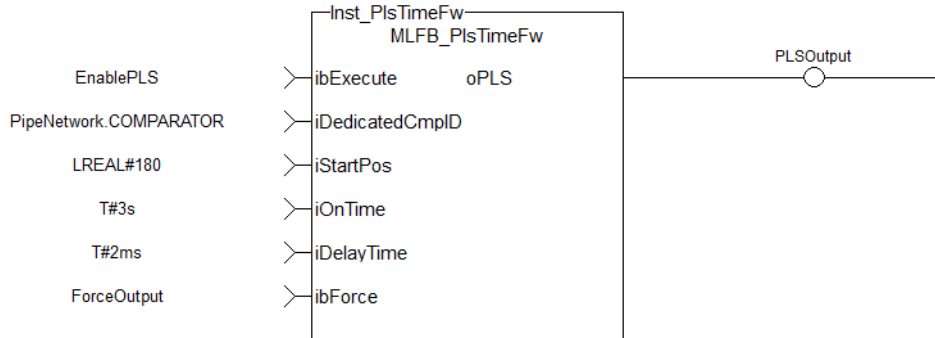 Inst_PlsTimeFw
MLFB_PlsTimeFw
PLSOutput
EnablePLS ibExecute oPLS
PipeNetwork.COMPARATOR iDedicatedCmpID
LREAL#180 iStartPos
T#3s iOnTime
T#2ms iDelayTime
ForceOutput ibForce